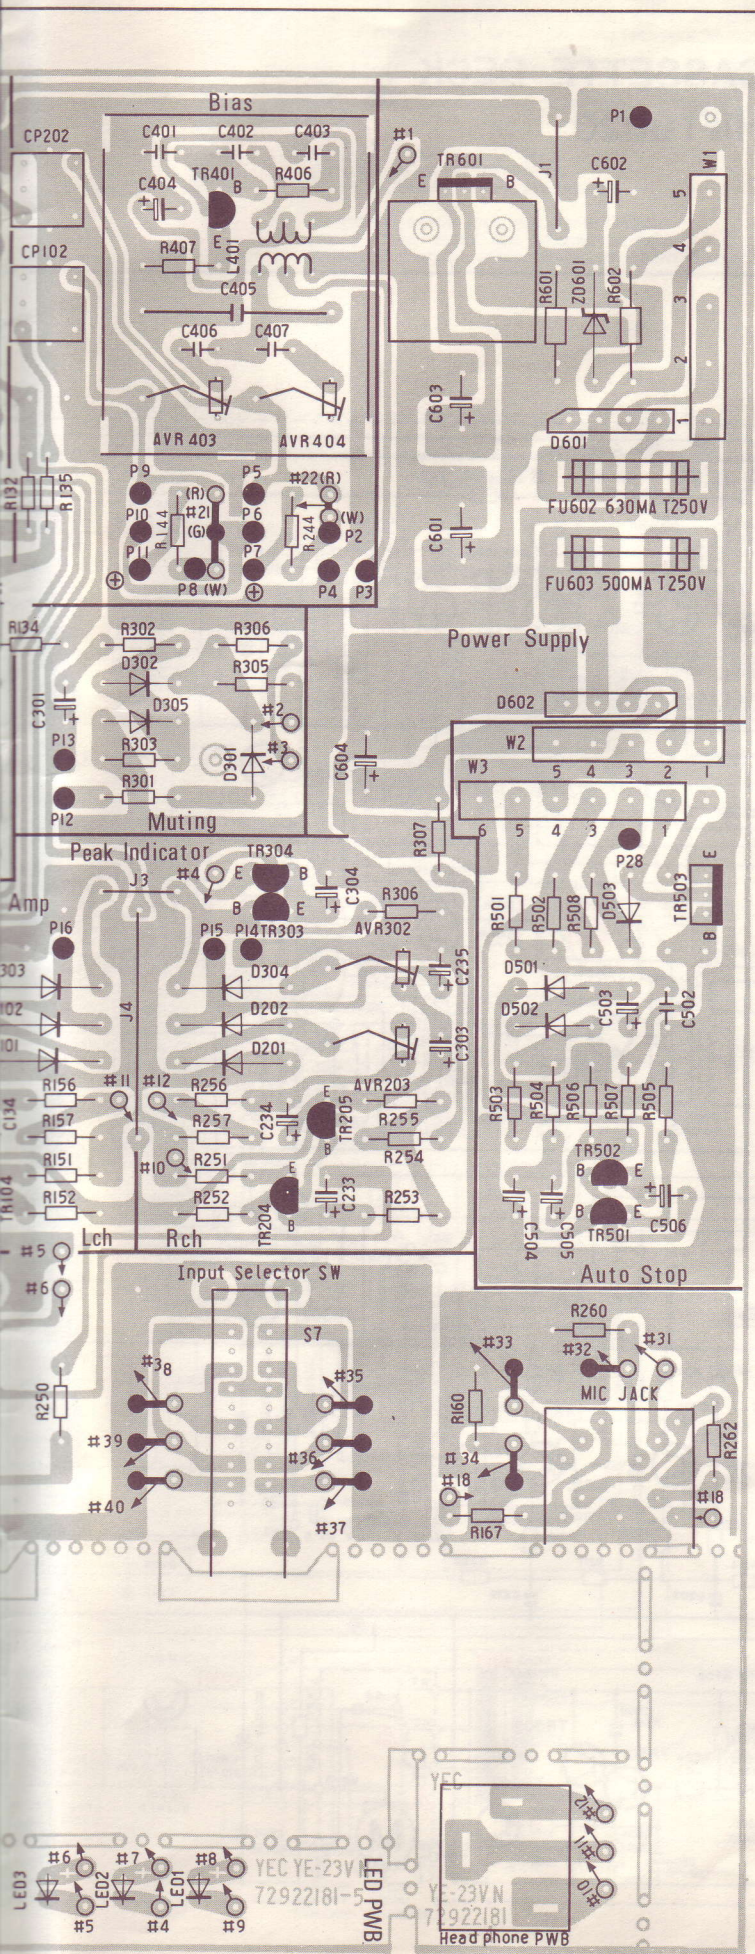 Bias
CP202
C401
C402
C403
#1
P1
W1
TR401
B
R406
E
TR601
B
J1
C602
+
5
C404
+
CP102
R407
E
L401
4
C405
R601
ZD601
R602
3
C406
C407
2
C603
+
1
AVR403
AVR404
D601
P9
(R)
P5
#22(R)
R132
R135
P10
R144
#21
(G)
P6
R244
(W)
P2
C601
+
FU602 630MA T250V
P11
P7
P8(W)
P4
P3
FU603 500MA T250V
R134
R302
R306
Power Supply
D302
R305
C301
+
D305
#2
D602
P13
R303
D301
#3
C604
+
W2
W3
5
4
3
2
1
R301
P12
Muting
6
5
4
3
1
R307
P28
Peak Indicator
#4
E
TR304
B
J3
B
E
C304
+
R306
R501
R502
R508
D503
TR503
E
B
Amp
P16
P15
P14
TR303
AVR302
303
D304
C235
+
D501
102
J4
D202
D502
C503
+
C502
101
D201
C303
+
R156
#11
#12
R256
AVR203
C134
E
R503
R504
R506
R507
R505
R157
R257
C234
+
TR205
R255
B
R254
R151
#10
R251
TR502
TR104
E
B
E
R152
R252
TR204
B
C233
+
R253
C504
+
C505
+
B
E
TR501
C506
+
Lch
Rch
#5
Auto Stop
#6
Input Selector SW
R260
S7
#33
#32
#31
#38
#35
MIC JACK
R250
R160
R262
#39
#36
#34
#18
#40
#18
#37
R167
YEC
#12
#11
#10
#6
#7
#8
LED3
LED2
LED1
YEC YE-23V N
72922181-5
LED PWB
YE-23V N
72922181
#5
#4
#9
Head phone PWB